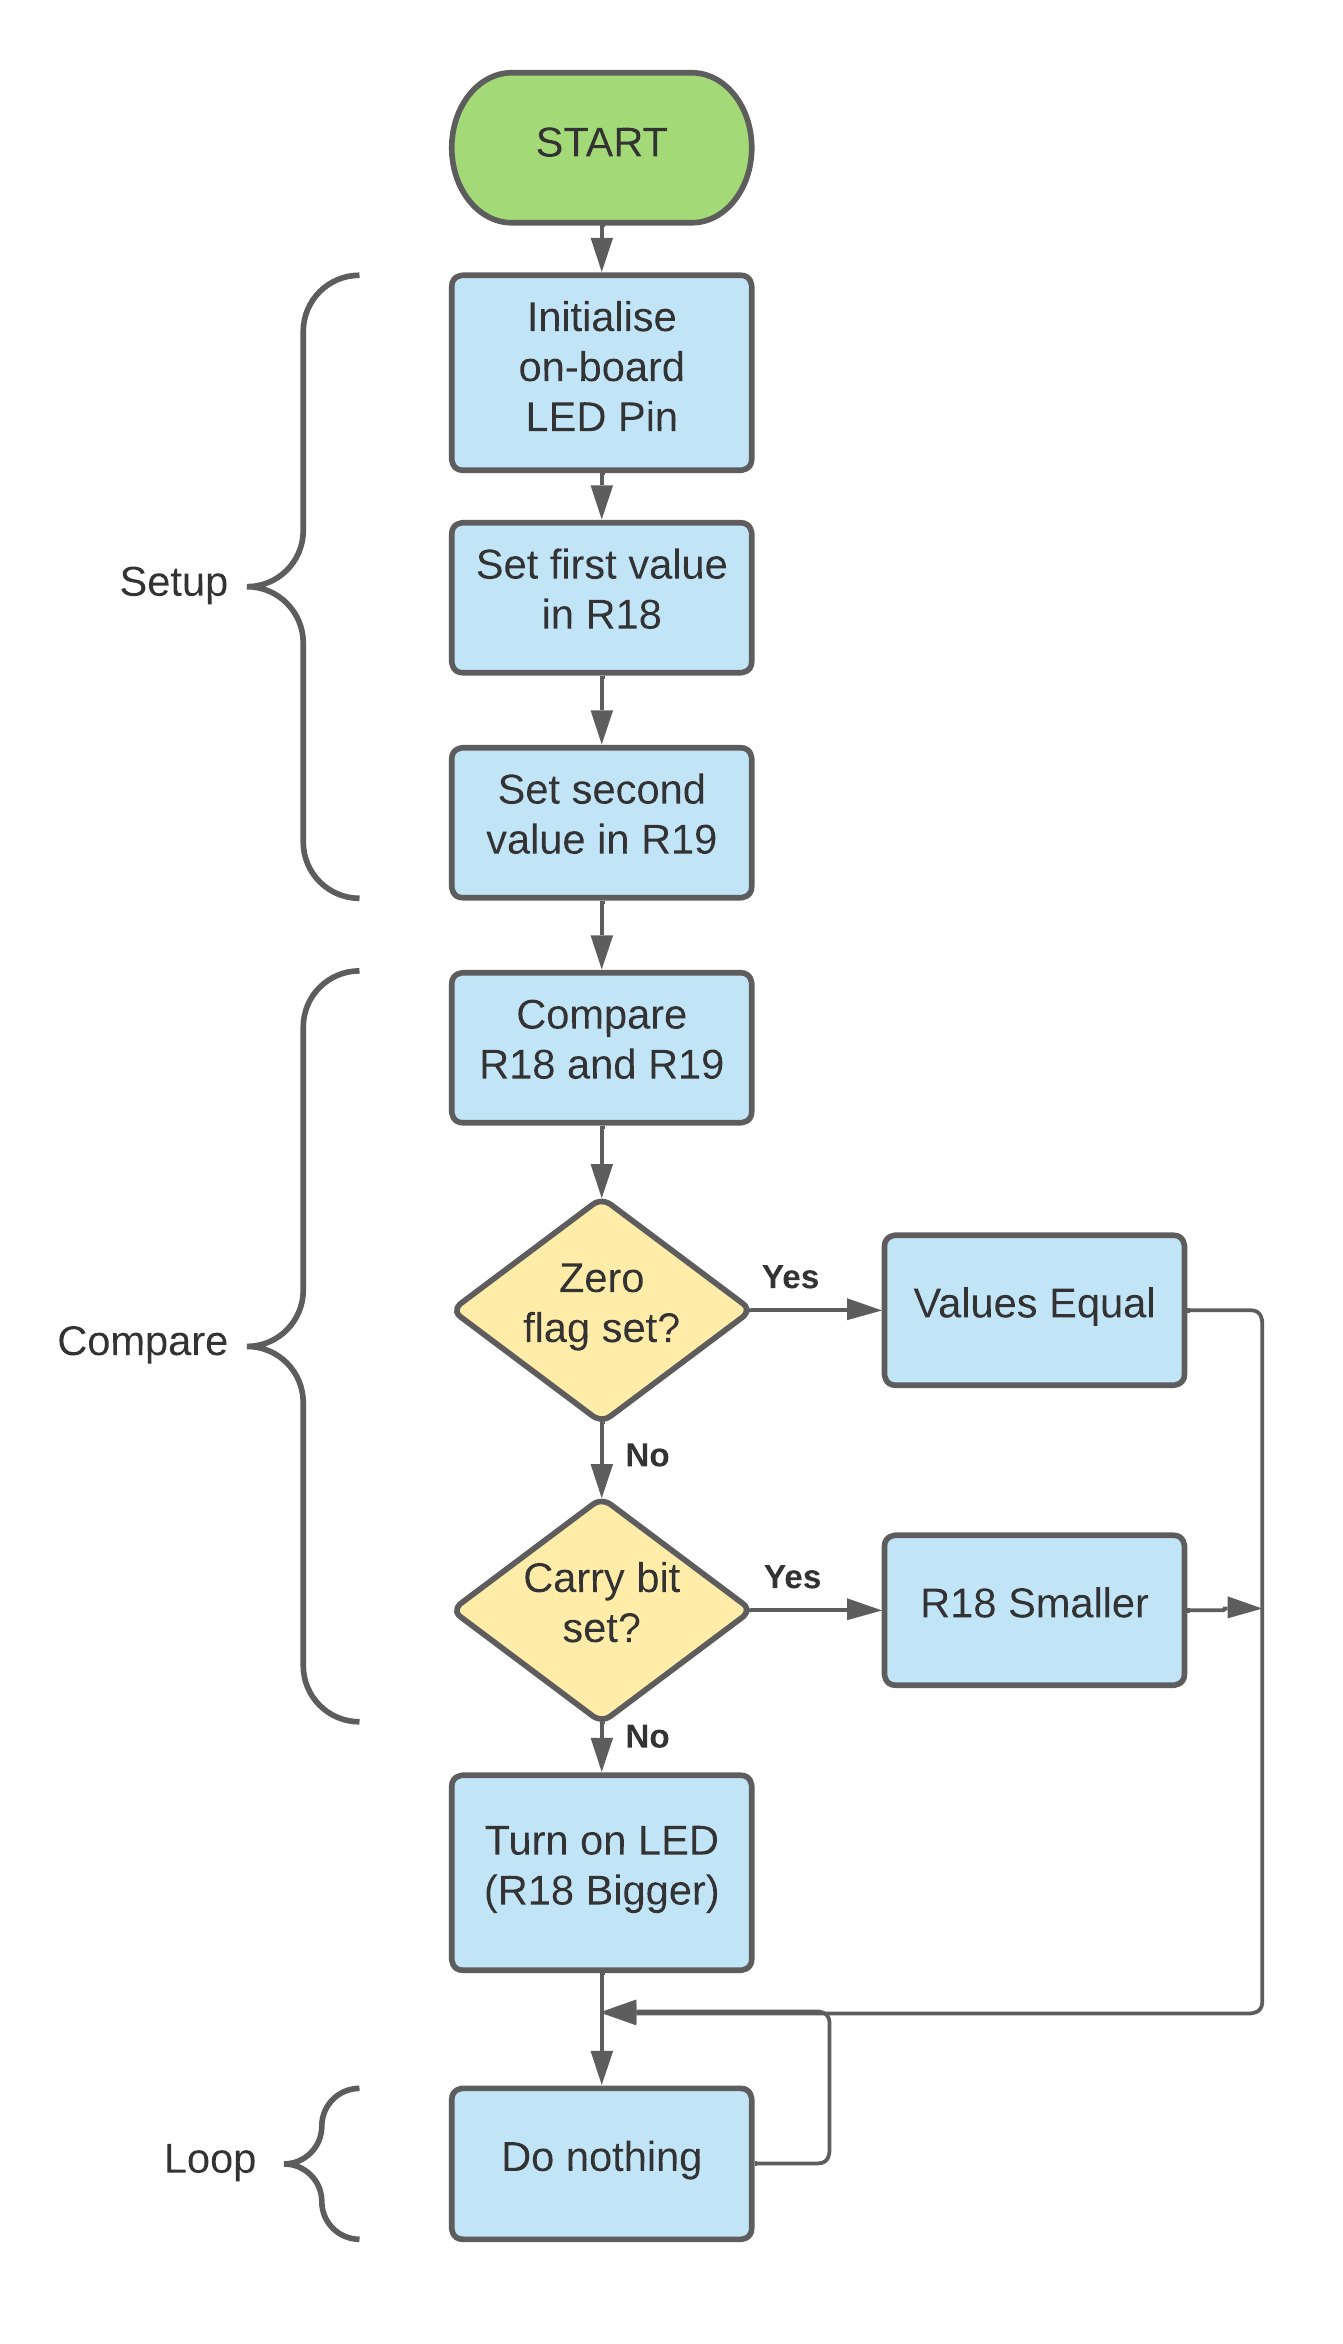 START
Initialise
on-board
LED Pin
Setup
Set first value
in R18
Set second
value in R19
Compare
R18 and R19
Compare
Zero
flag set?
Yes
Values Equal
No
Carry bit
set?
Yes
R18 Smaller
No
Turn on LED
(R18 Bigger)
Loop
Do nothing